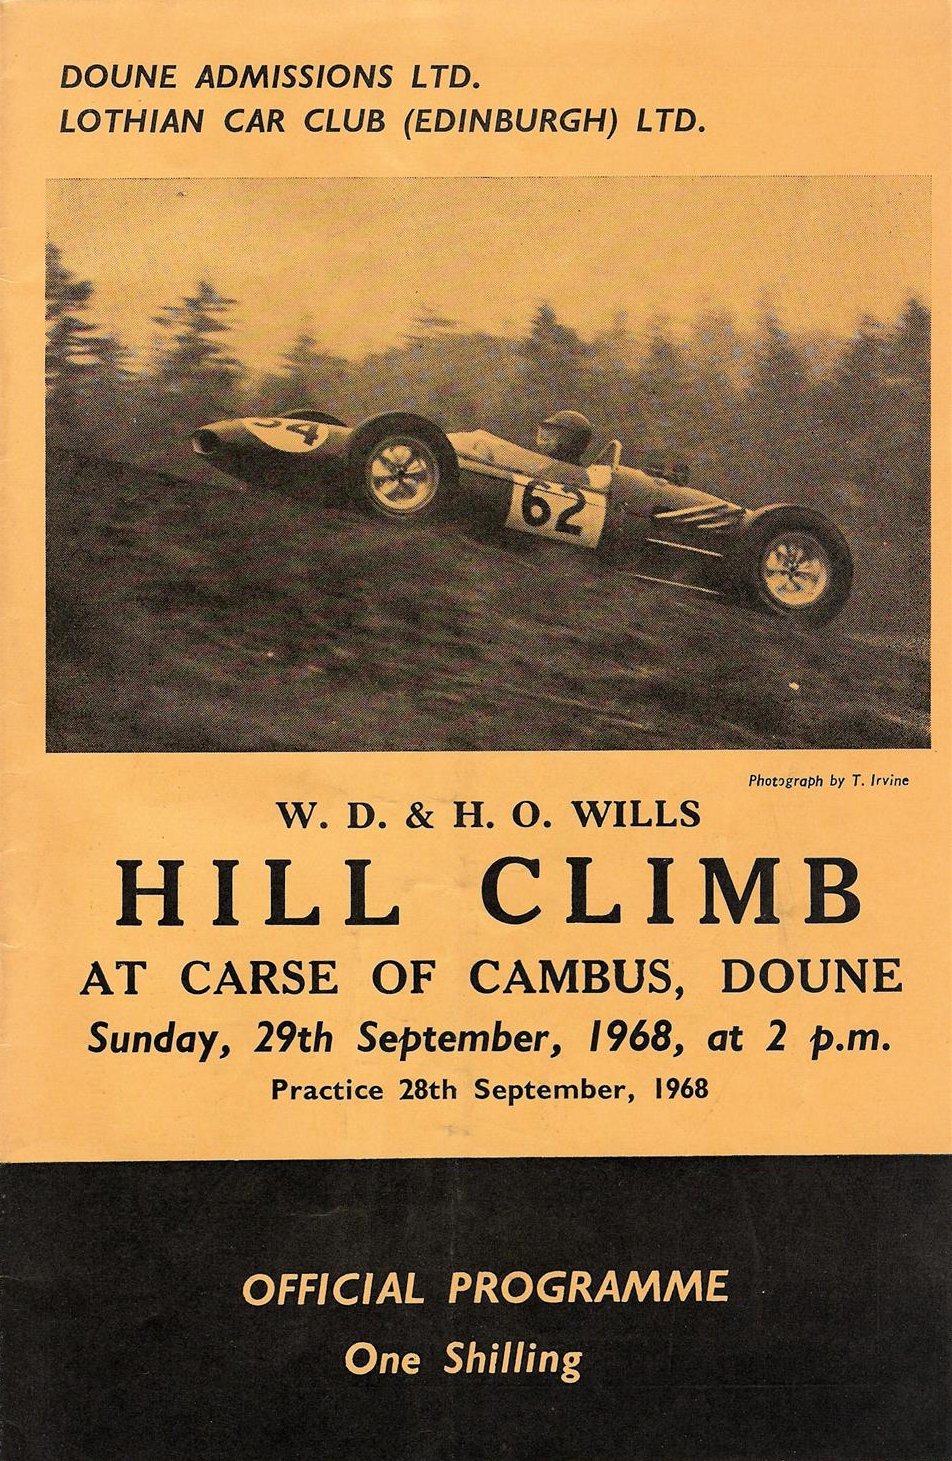 DOUNE ADMISSIONS LTD.
LOTHIAN CAR CLUB (EDINBURGH) LTD.
34
62
Photograph by T. Irvine
W. D. & H. O. WILLS
HILL CLIMB
AT CARSE OF CAMBUS, DOUNE
Sunday, 29th September, 1968, at 2 p.m.
Practice 28th September, 1968
OFFICIAL PROGRAMME
One Shilling